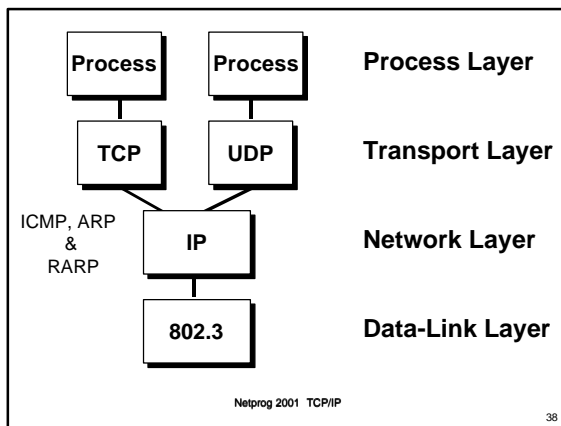 Process Process Process Layer
TCP UDP Transport Layer
ICMP, ARP
&
RARP
IP Network Layer
802.3 Data-Link Layer
Netprog 2001 TCP/IP
38